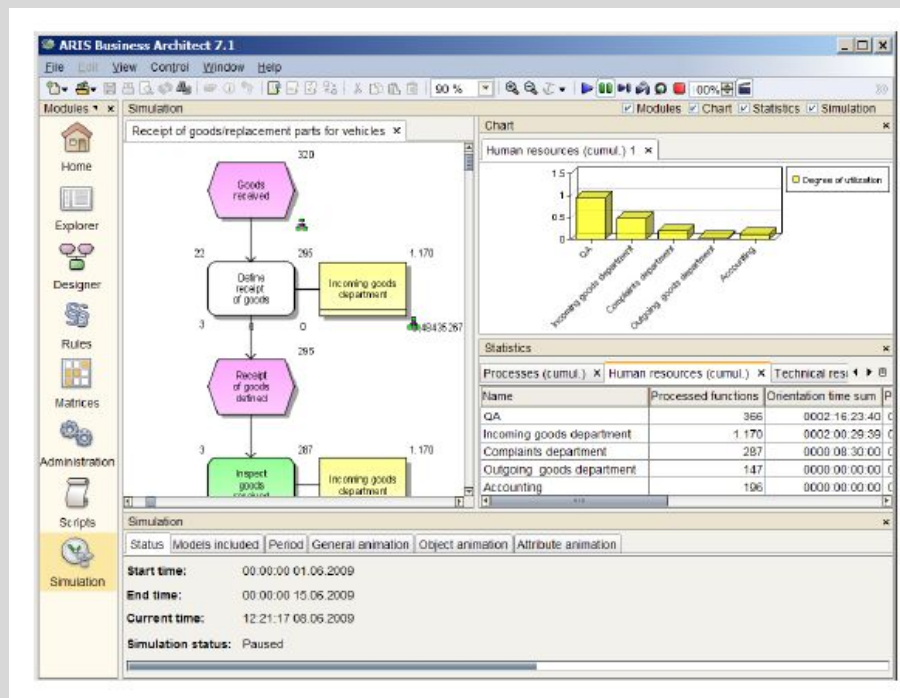 ARIS Business Architect 7.1
File Edit View Control Window Help
90 %
100%
Modules
Simulation
Modules Chart Statistics Simulation
Home
Explorer
Designer
Rules
Matrices
Administration
Scripts
Simulation
Receipt of goods/replacement parts for vehicles
320
Goods
received
22
295
1.170
Define
receipt
of goods
Incoming goods
department
3
0
0
295
Receipt
of goods
defined
3
287
1.170
Inspect
goods
received
Incoming goods
department
Chart
Human resources (cumul.) 1
1.5
1
0.5
0
QA
Incoming goods department
Complaints department
Outgoing goods department
Accounting
Degree of utilization
Statistics
Processes (cumul.) Human resources (cumul.) Technical res
Name Processed functions Orientation time sum P
QA 366 0002:16:23:40
Incoming goods department 1.170 0002:00:29:39
Complaints department 287 0000:08:30:00
Outgoing goods department 147 0000:00:00:00
Accounting 196 0000:00:00:00
Simulation
Status Models included Period General animation Object animation Attribute animation
Start time: 00:00:00 01.06.2009
End time: 00:00:00 15.06.2009
Current time: 12:21:17 08.06.2009
Simulation status: Paused